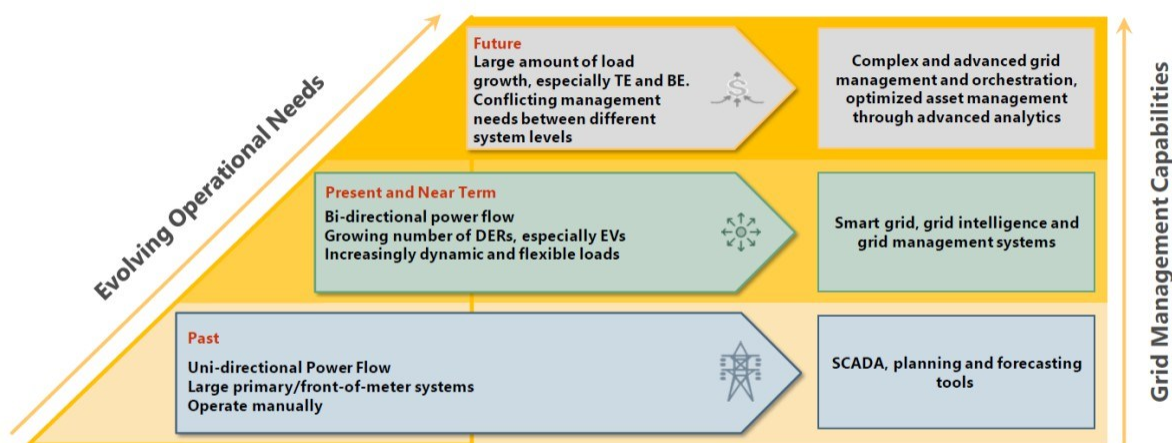 Evolving Operational Needs
Future
Large amount of load
growth, especially TE and BE.
Conflicting management
needs between different
system levels
S
Complex and advanced grid
management and orchestration,
optimized asset management
through advanced analytics
Present and Near Term
Bi-directional power flow
Growing number of DERs, especially EVs
Increasingly dynamic and flexible loads
Smart grid, grid intelligence and
grid management systems
Past
Uni-directional Power Flow
Large primary/front-of-meter systems
Operate manually
SCADA, planning and forecasting
tools
Grid Management Capabilities